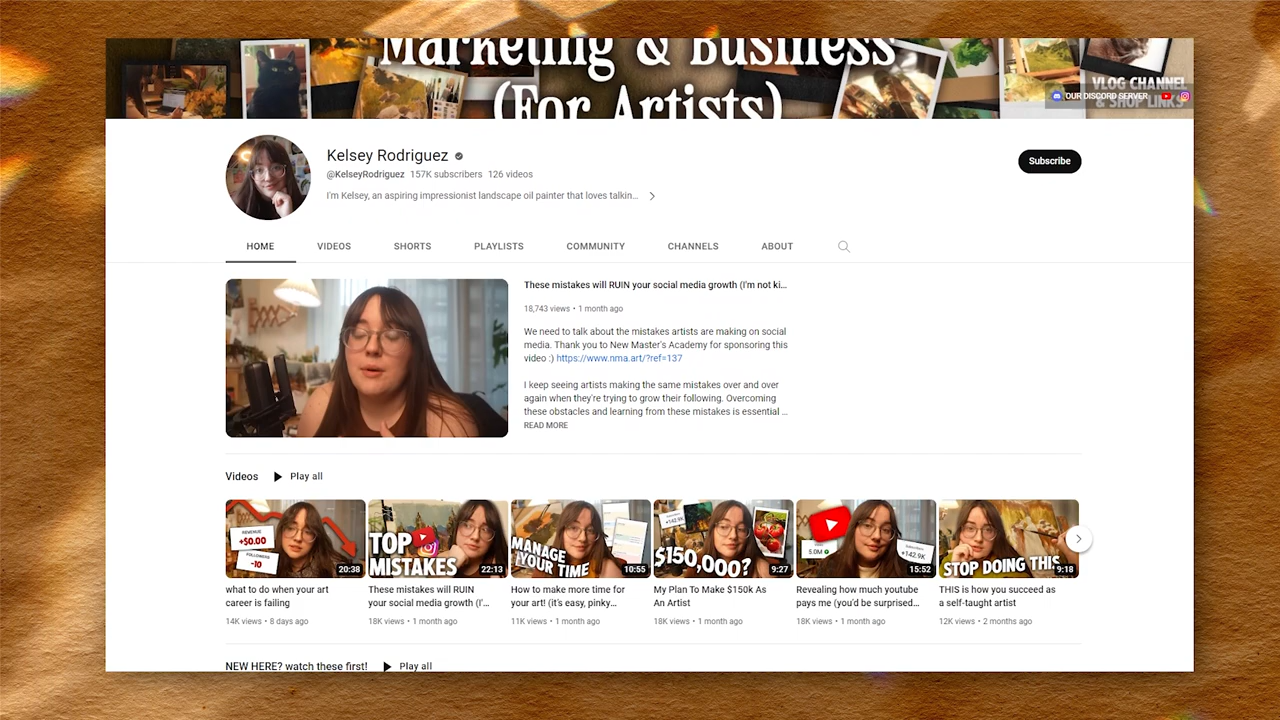 Marketing & Business
(For Artists)
VLOG CHANNEL
& SHOP LINKS
OUR DISCORD SERVER
Kelsey Rodriguez
@KelseyRodriguez 157K subscribers 126 videos
I'm Kelsey, an aspiring impressionist landscape oil painter that loves talkin...
Subscribe
HOME VIDEOS SHORTS PLAYLISTS COMMUNITY CHANNELS ABOUT
These mistakes will RUIN your social media growth (I'm not ki...
18,743 views • 1 month ago
We need to talk about the mistakes artists are making on social
media. Thank you to New Master's Academy for sponsoring this
video :) https://www.nma.art/?ref=137
I keep seeing artists making the same mistakes over and over
again when they're trying to grow their following. Overcoming
these obstacles and learning from these mistakes is essential ...
READ MORE
Videos Play all
REVENUE
+$0.00
FOLLOWERS
-10
20:38
TOP
MISTAKES
22:13
MANAGE
YOUR TIME
10:55
+142.9K
$150,000?
9:27
5.0M
+142.9K
15:52
STOP DOING THIS
9:18
what to do when your art
career is failing
14K views • 8 days ago
These mistakes will RUIN
your social media growth (I'...
18K views • 1 month ago
How to make more time for
your art! (it's easy, pinky...
11K views • 1 month ago
My Plan To Make $150k As
An Artist
18K views • 1 month ago
Revealing how much youtube
pays me (you'd be surprised...
18K views • 1 month ago
THIS is how you succeed as
a self-taught artist
12K views • 2 months ago
NEW HERE? watch these first! Play all